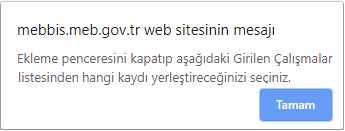 mebbis.meb.gov.tr web sitesinin mesajı
Ekleme penceresini kapatıp aşağıdaki Girilen Çalışmalar
listesinden hangi kaydı yerleştireceğinizi seçiniz.
Tamam